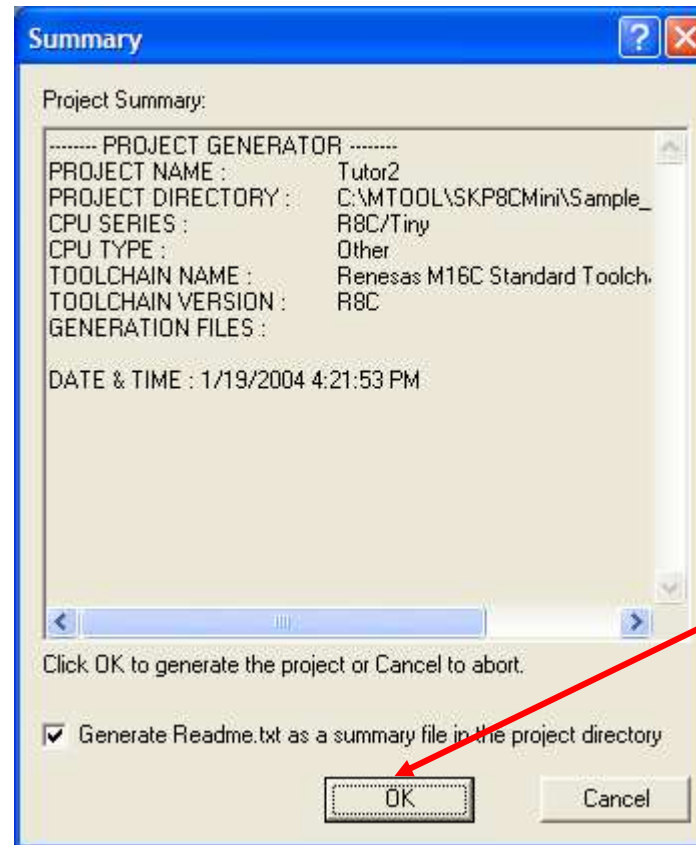 Summary
Project Summary:
-------- PROJECT GENERATOR --------
PROJECT NAME : Tutor2
PROJECT DIRECTORY : C:\MTOOL\SKP8CMini\Sample_
CPU SERIES : R8C/Tiny
CPU TYPE : Other
TOOLCHAIN NAME : Renesas M16C Standard Toolch
TOOLCHAIN VERSION : R8C
GENERATION FILES :
DATE & TIME : 1/19/2004 4:21:53 PM
Click OK to generate the project or Cancel to abort.
Generate Readme.txt as a summary file in the project directory
OK Cancel